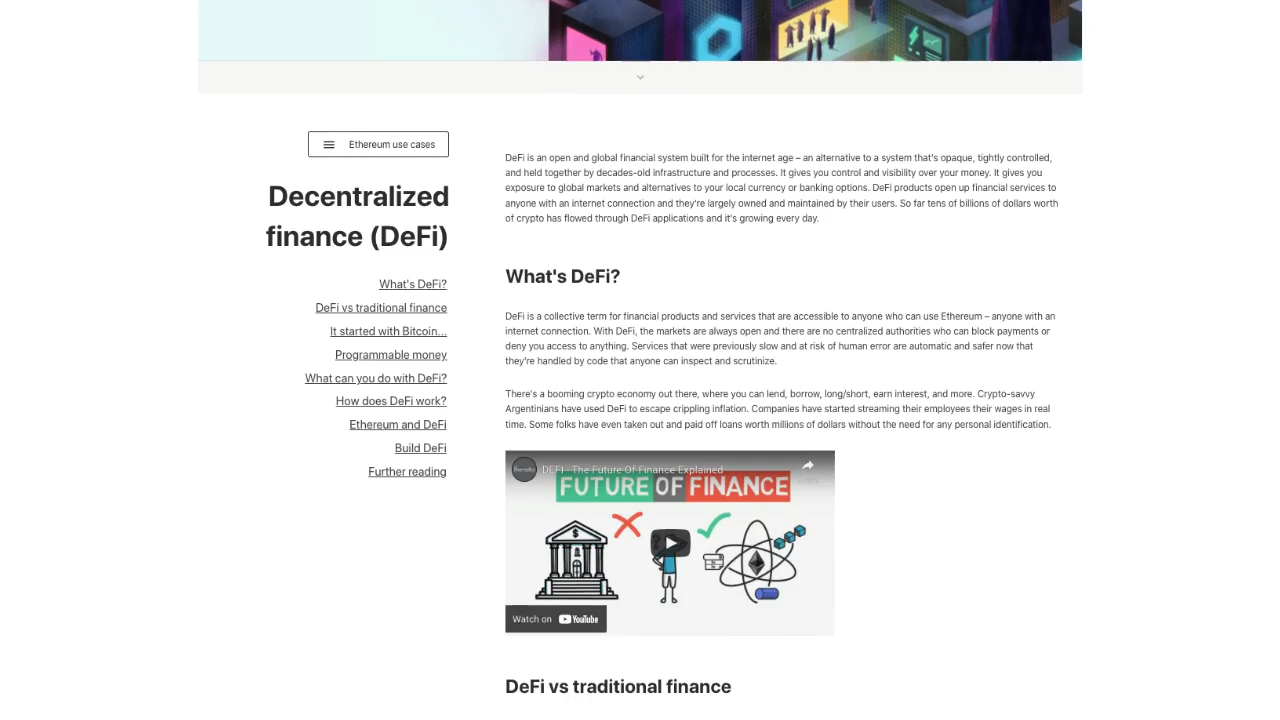 Ethereum use cases
Decentralized
finance (DeFi)
What's DeFi?
DeFi vs traditional finance
It started with Bitcoin...
Programmable money
What can you do with DeFi?
How does DeFi work?
Ethereum and DeFi
Build DeFi
Further reading
DeFi is an open and global financial system built for the internet age – an alternative to a system that's opaque, tightly controlled,
and held together by decades-old infrastructure and processes. It gives you control and visibility over your money. It gives you
exposure to global markets and alternatives to your local currency or banking options. DeFi products open up financial services to
anyone with an internet connection and they're largely owned and maintained by their users. So far tens of billions of dollars worth
of crypto has flowed through DeFi applications and it's growing every day.
What's DeFi?
DeFi is a collective term for financial products and services that are accessible to anyone who can use Ethereum – anyone with an
internet connection. With DeFi, the markets are always open and there are no centralized authorities who can block payments or
deny you access to anything. Services that were previously slow and at risk of human error are automatic and safer now that
they're handled by code that anyone can inspect and scrutinize.
There's a booming crypto economy out there, where you can lend, borrow, long/short, earn interest, and more. Crypto-savvy
Argentinians have used DeFi to escape crippling inflation. Companies have started streaming their employees their wages in real
time. Some folks have even taken out and paid off loans worth millions of dollars without the need for any personal identification.
DEFI - The Future Of Finance Explained
FUTURE OF FINANCE
Watch on YouTube
DeFi vs traditional finance